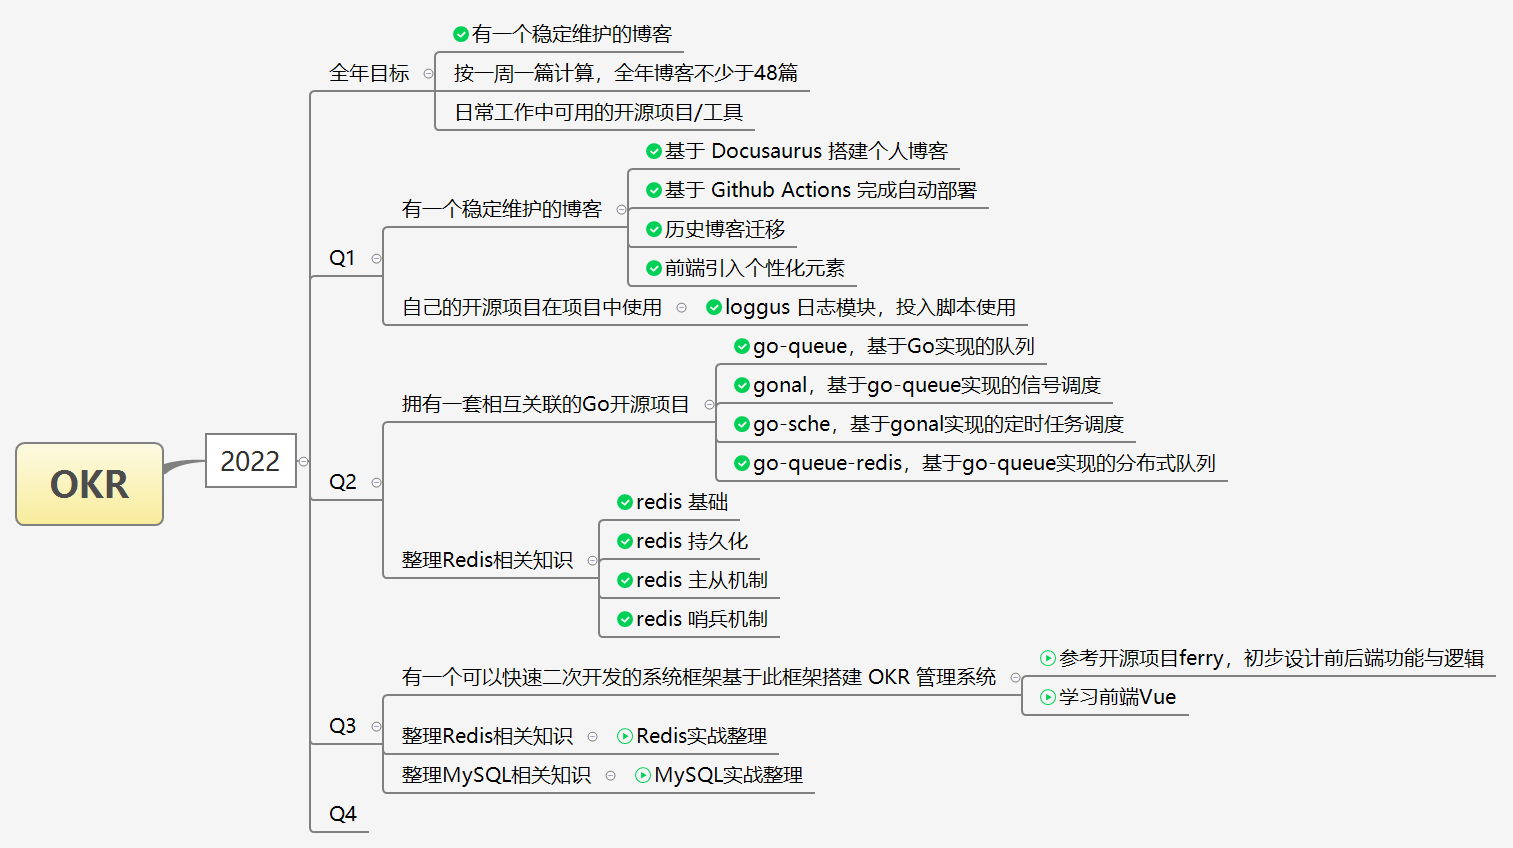 OKR
2022
全年目标
有一个稳定维护的博客
按一周一篇计算，全年博客不少于48篇
日常工作中可用的开源项目/工具
Q1
有一个稳定维护的博客
基于 Docusaurus 搭建个人博客
基于 Github Actions 完成自动部署
历史博客迁移
前端引入个性化元素
自己的开源项目在项目中使用
loggus 日志模块，投入脚本使用
Q2
拥有一套相互关联的Go开源项目
go-queue，基于Go实现的队列
gonal，基于go-queue实现的信号调度
go-sche，基于gonal实现的定时任务调度
go-queue-redis，基于go-queue实现的分布式队列
整理Redis相关知识
redis 基础
redis 持久化
redis 主从机制
redis 哨兵机制
Q3
有一个可以快速二次开发的系统框架基于此框架搭建 OKR 管理系统
参考开源项目ferry，初步设计前后端功能与逻辑
学习前端Vue
整理Redis相关知识
Redis实战整理
整理MySQL相关知识
MySQL实战整理
Q4